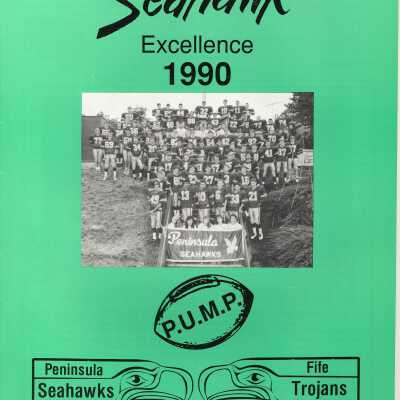 Seahawk
Excellence
1990
Peninsula
SEAHAWKS
P.U.M.P.
Peninsula
Seahawks
Fife
Trojans